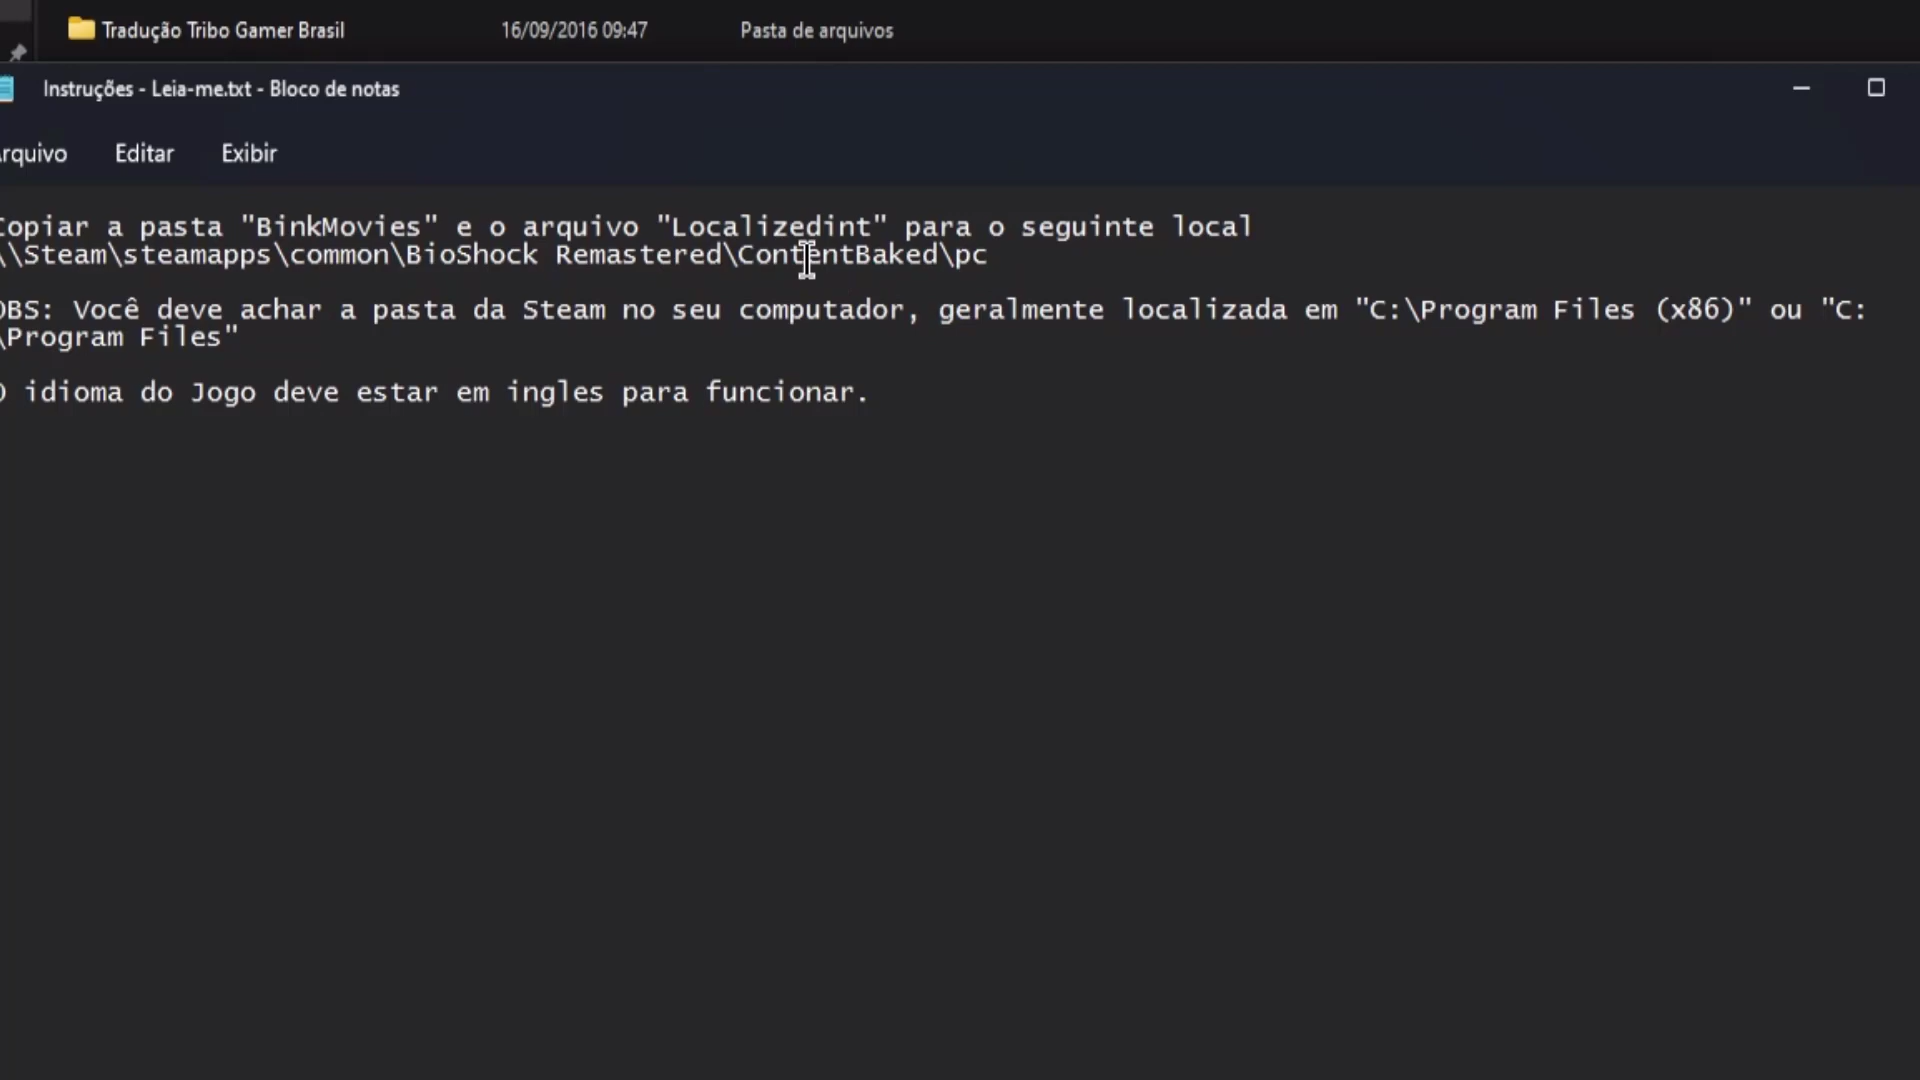 Tradução Tribo Gamer Brasil 16/09/2016 09:47 Pasta de arquivos
Instruções - Leia-me.txt - Bloco de notas
Arquivo Editar Exibir
Copiar a pasta "BinkMovies" e o arquivo "Localizedint" para o seguinte local
\\Steam\steamapps\common\BioShock Remastered\ContentBaked\pc
OBS: Você deve achar a pasta da Steam no seu computador, geralmente localizada em "C:\Program Files (x86)" ou "C:
\Program Files"
O idioma do Jogo deve estar em ingles para funcionar.